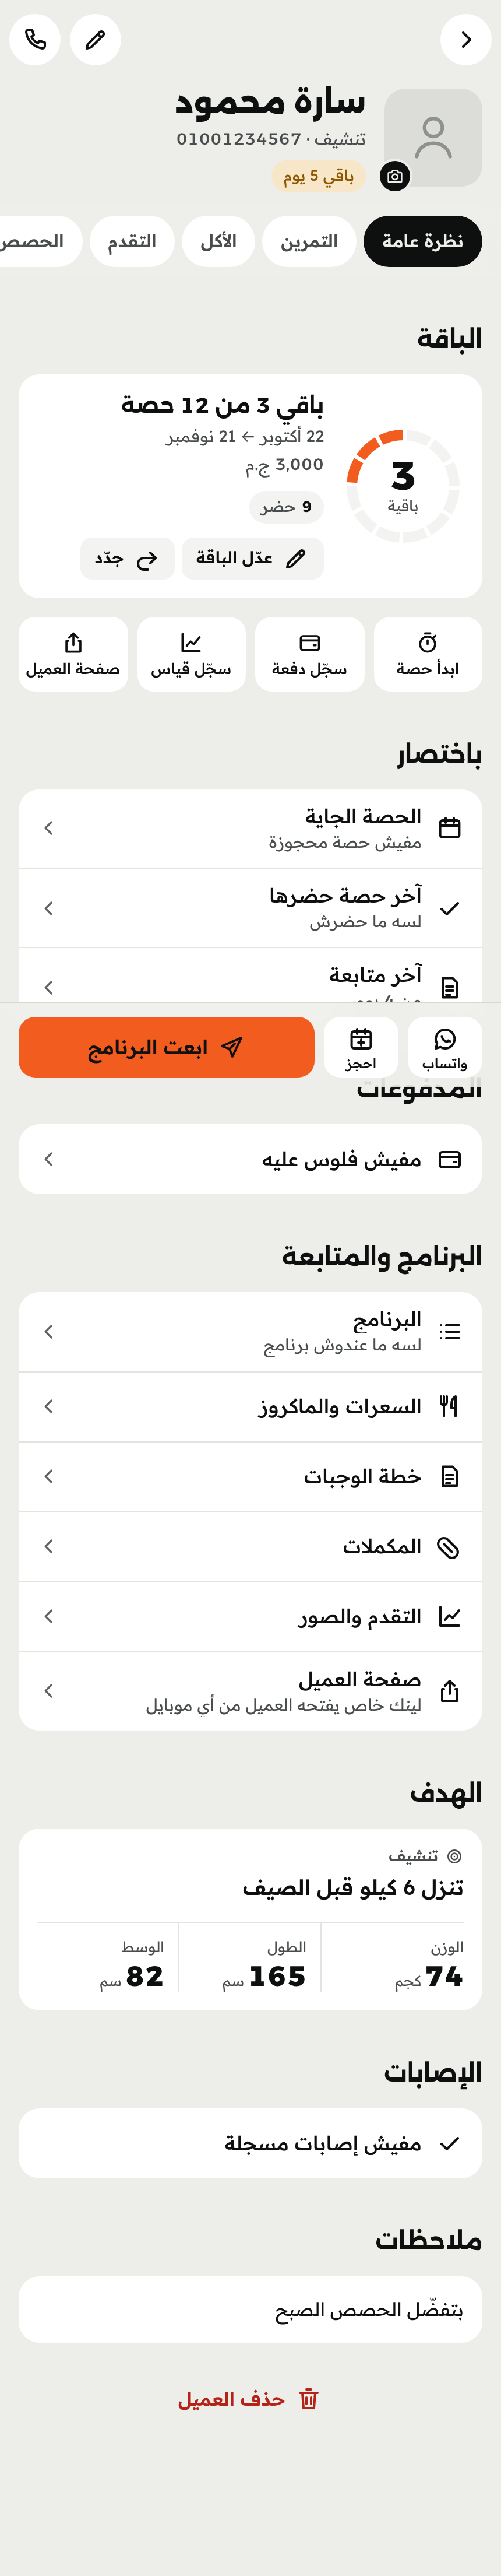 سارة محمود
تنشيف · 01001234567
باقي 5 يوم
نظرة عامة
التمرين
الأكل
التقدم
الحصص
الباقة
باقي 3 من 12 حصة
22 أكتوبر ← 21 نوفمبر
3,000 ج.م
9 حضر
3
باقية
عدّل الباقة
جدّد
ابدأ حصة
سجّل دفعة
سجّل قياس
صفحة العميل
باختصار
الحصة الجاية
مفيش حصة محجوزة
آخر حصة حضرها
لسه ما حضرش
آخر متابعة
واتساب
احجز
ابعت البرنامج
المدفوعات
مفيش فلوس عليه
البرنامج والمتابعة
البرنامج
لسه ما عندوش برنامج
السعرات والماكروز
خطة الوجبات
المكملات
التقدم والصور
صفحة العميل
لينك خاص يفتحه العميل من أي موبايل
الهدف
تنشيف
تنزل 6 كيلو قبل الصيف
الوزن
74 كجم
الطول
165 سم
الوسط
82 سم
الإصابات
مفيش إصابات مسجلة
ملاحظات
بتفضّل الحصص الصبح
حذف العميل